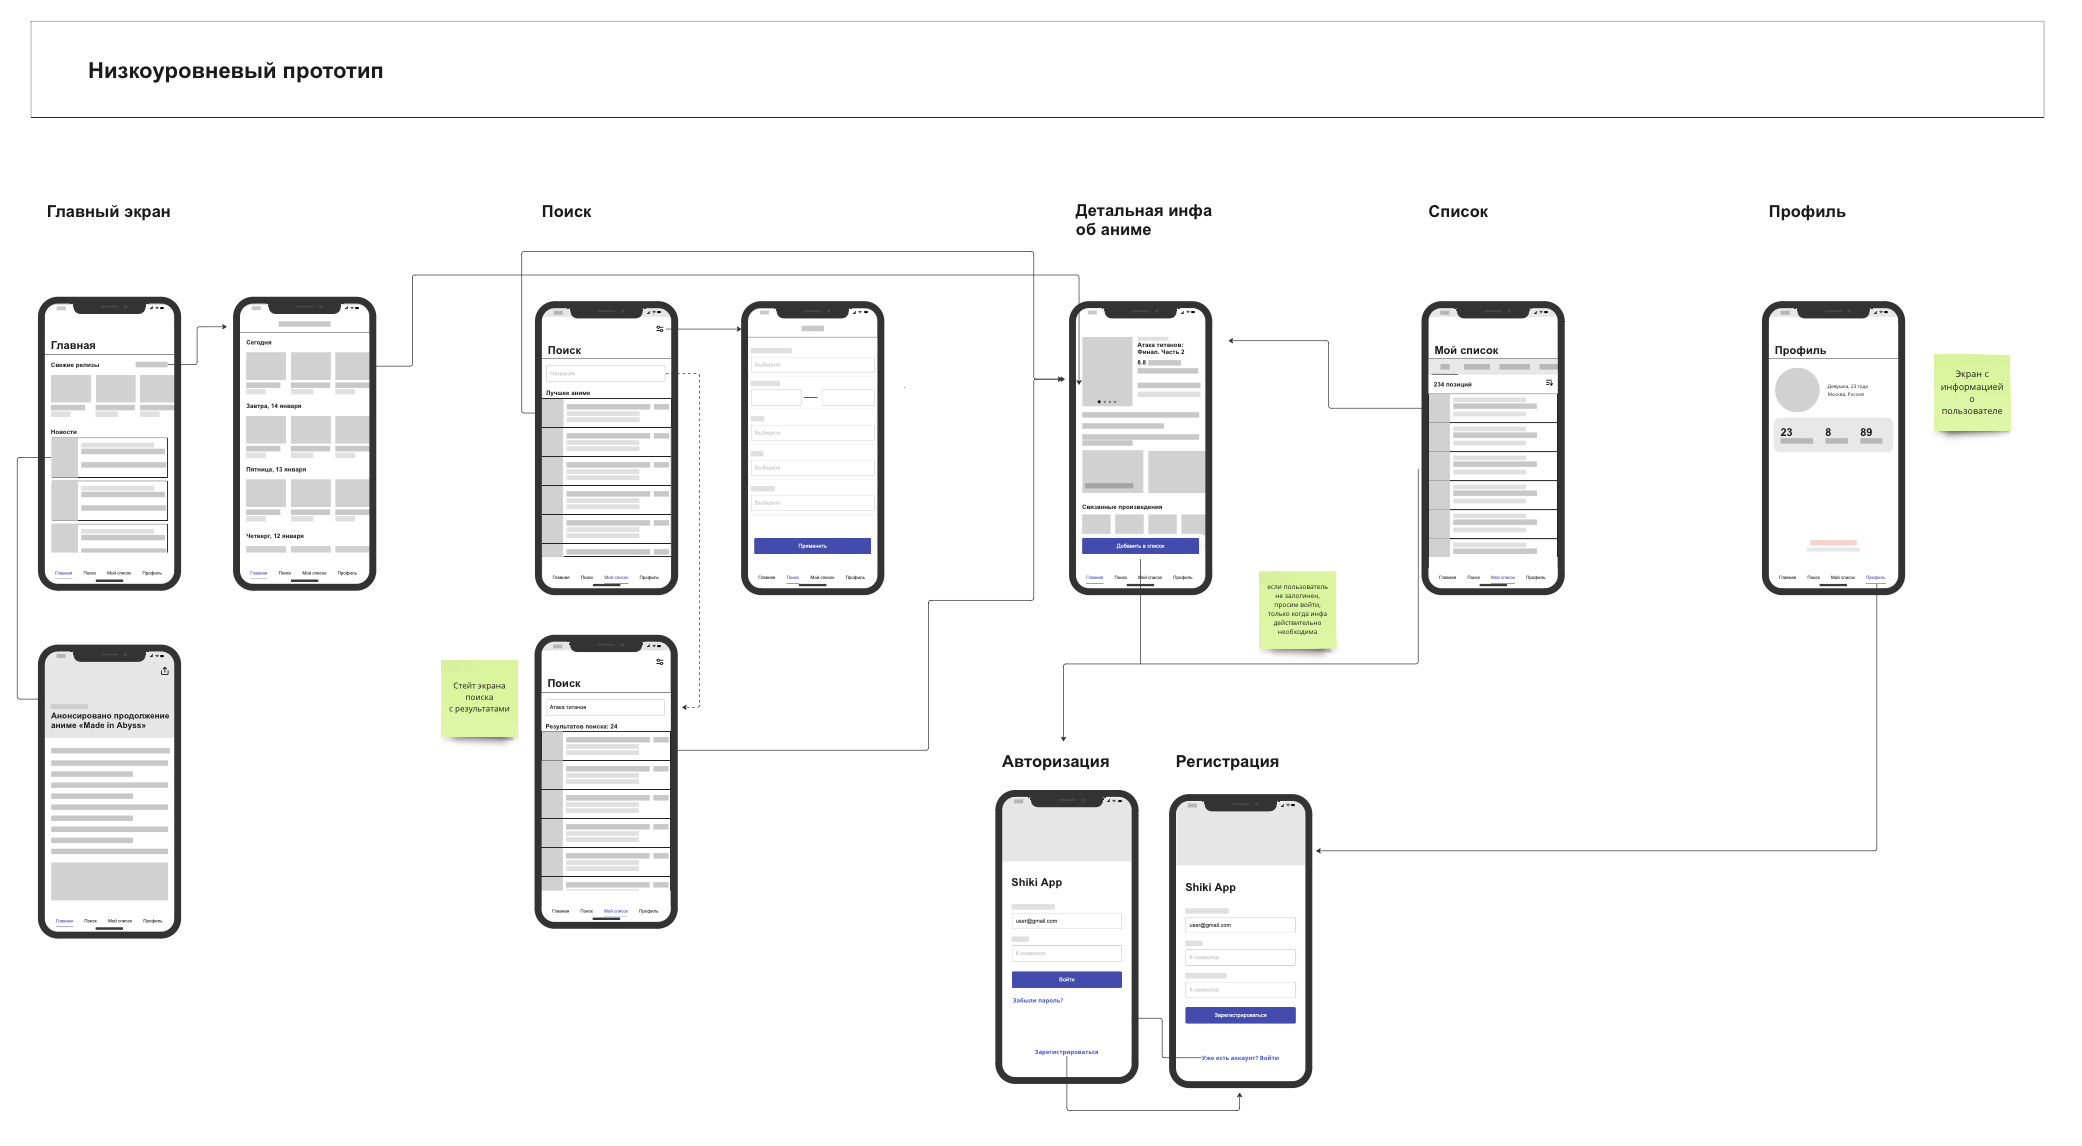 Низкоуровневый прототип
Главный экран
Поиск
Детальная инфа
об аниме
Список
Профиль
Главная
Свежие релизы
Новости
Главная Поиск Мой список Профиль
Сегодня
Завтра, 14 января
Пятница, 13 января
Четверг, 12 января
Главная Поиск Мой список Профиль
Поиск
Название
Лучшее аниме
Главная Поиск Мой список Профиль
Выберите
Выберите
Выберите
Выберите
Применить
Главная Поиск Мой список Профиль
Атака титанов:
Финал. Часть 2
8.8
Связанные произведения
Добавить в список
Главная Поиск Мой список Профиль
если пользователь
не залогинен,
просим войти,
только когда инфа
действительно
необходима
Мой список
234 позиций
Главная Поиск Мой список Профиль
Профиль
Девушка, 23 года
Москва, Россия
23 8 89
Главная Поиск Мой список Профиль
Экран с
информацией
о
пользователе
Анонсировано продолжение
аниме «Made in Abyss»
Главная Поиск Мой список Профиль
Стейт экрана
поиска
с результатами
Поиск
Атака титанов
Результатов поиска: 24
Главная Поиск Мой список Профиль
Авторизация
Shiki App
user@gmail.com
8 символов
Войти
Забыли пароль?
Зарегистрироваться
Регистрация
Shiki App
user@gmail.com
8 символов
8 символов
Зарегистрироваться
Уже есть аккаунт? Войти